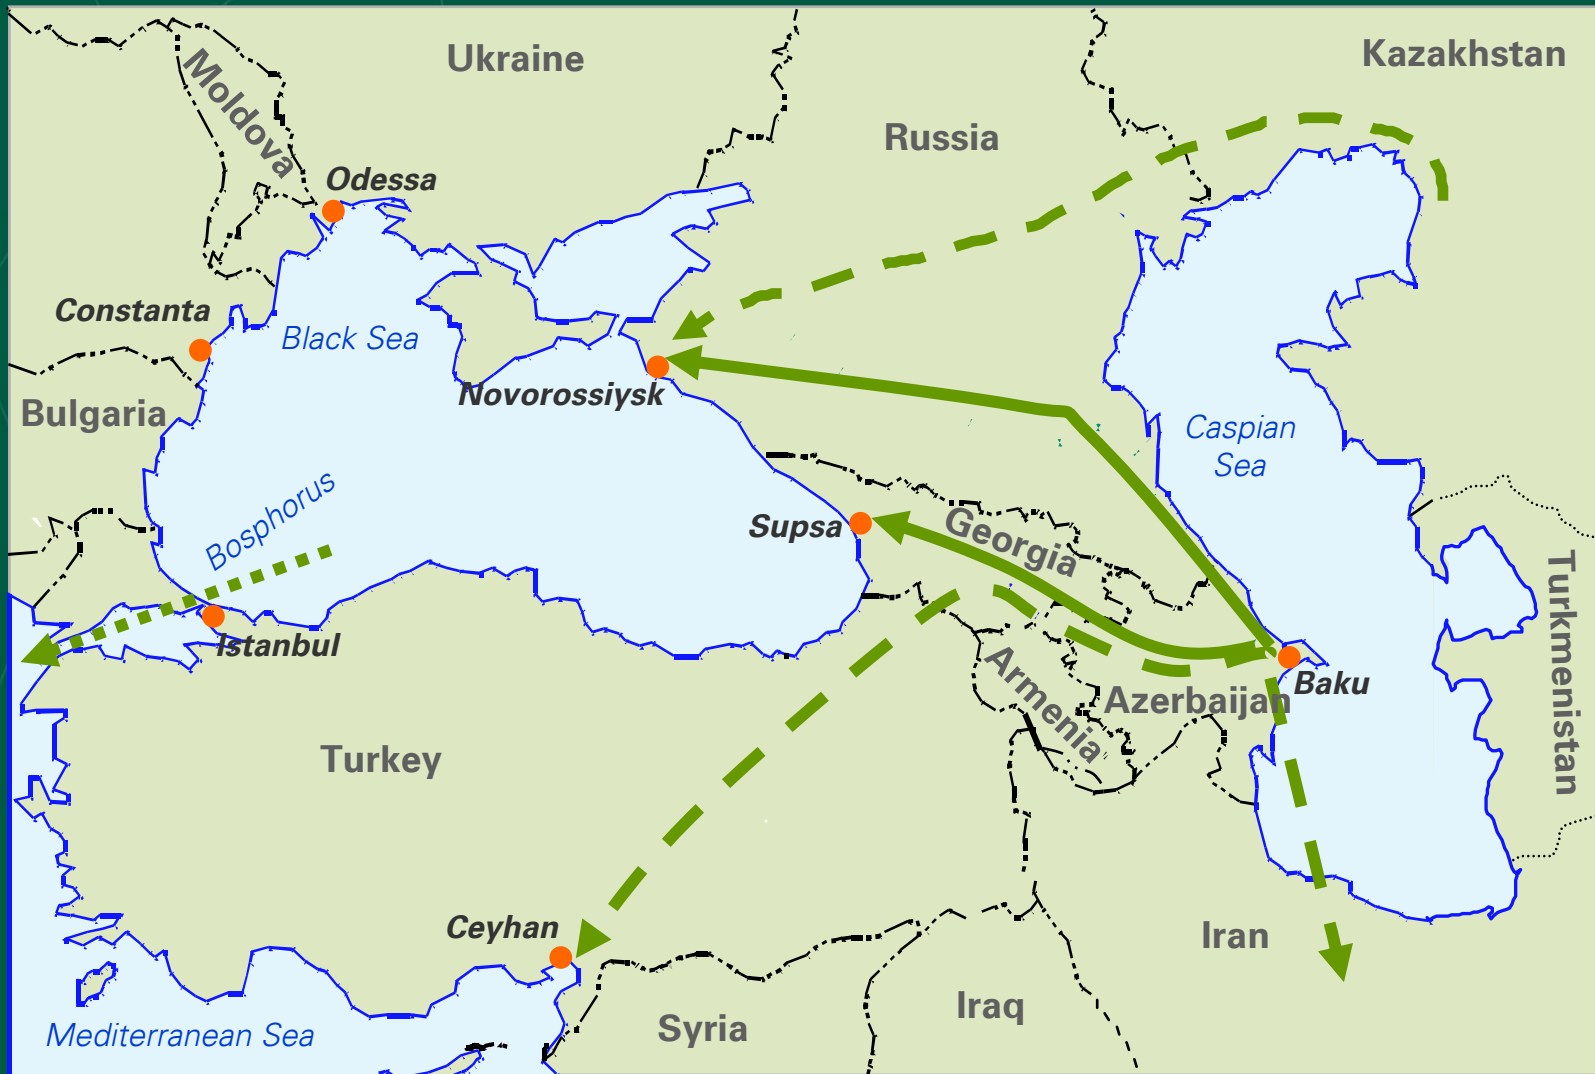 Ukraine
Kazakhstan
Moldova
Russia
Odessa
Constanta
Black Sea
Novorossiysk
Bulgaria
Caspian
Sea
Bosphorus
Supsa
Georgia
Turkmenistan
Istanbul
Armenia
Azerbaijan
Baku
Turkey
Ceyhan
Iran
Iraq
Syria
Mediterranean Sea